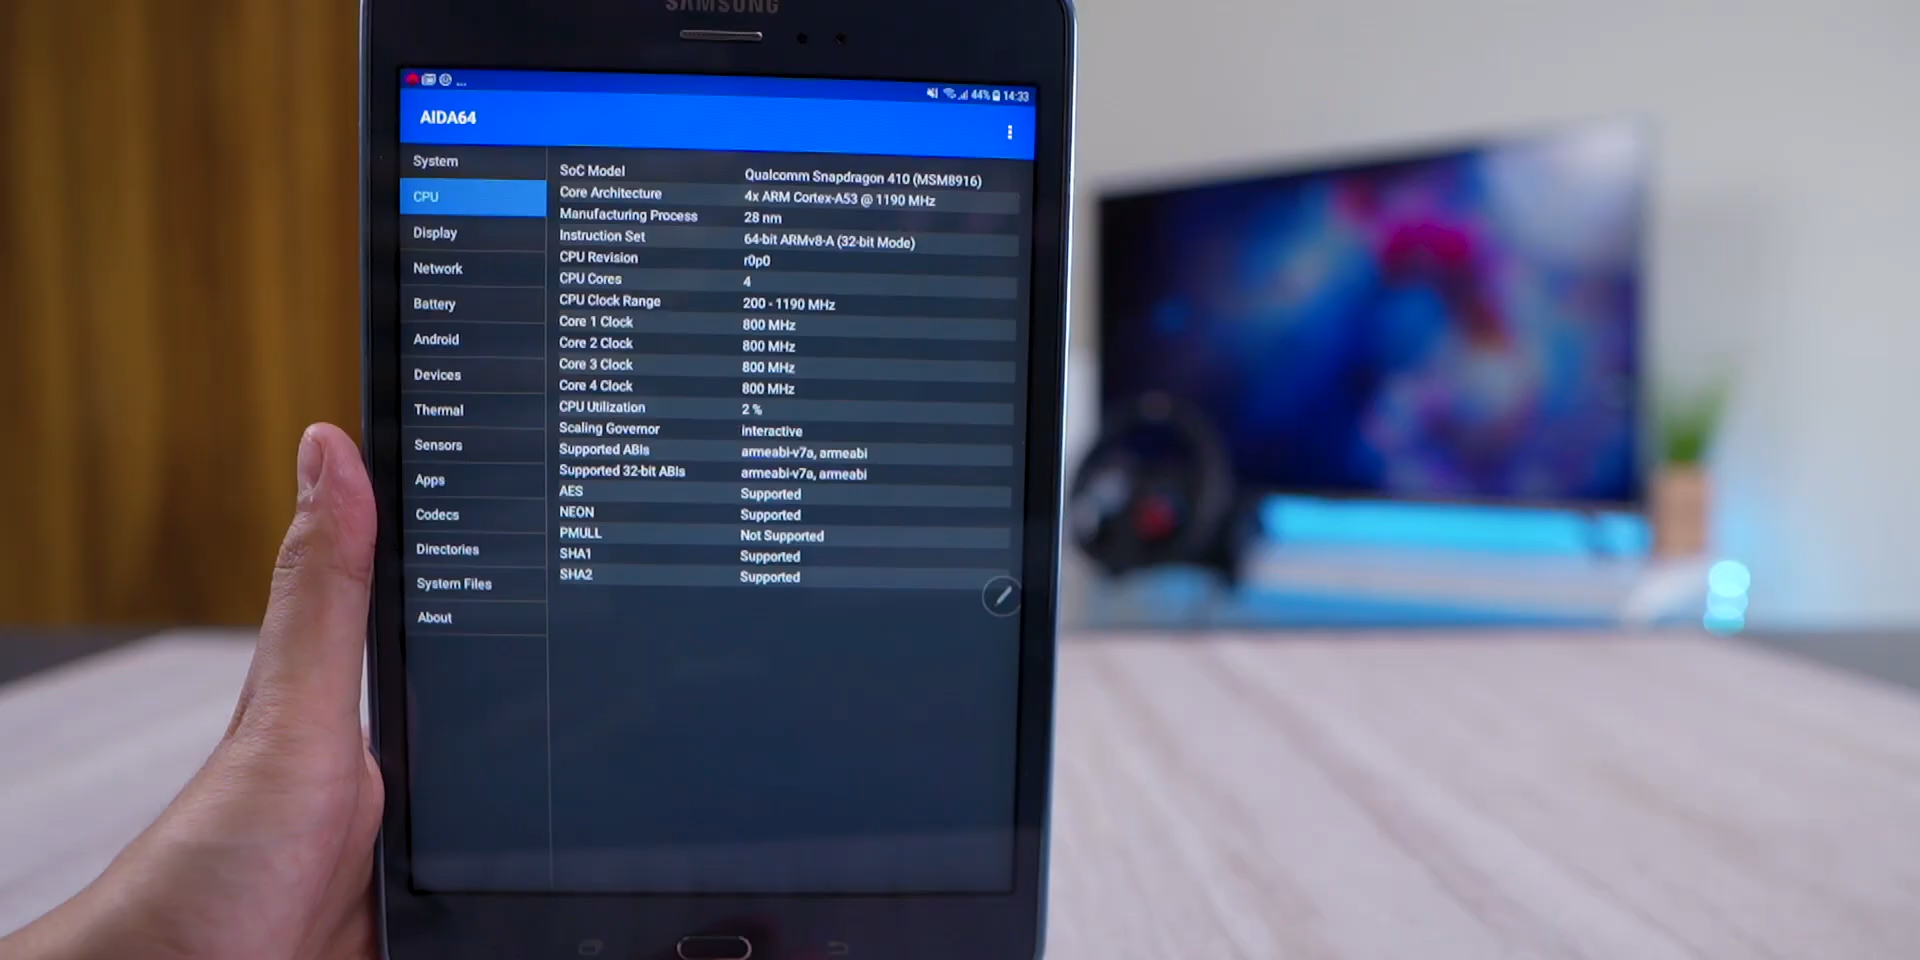 SAMSUNG
... 44% 14:33
AIDA64
System
CPU
Display
Network
Battery
Android
Devices
Thermal
Sensors
Apps
Codecs
Directories
System Files
About
SoC Model Qualcomm Snapdragon 410 (MSM8916)
Core Architecture 4x ARM Cortex-A53 @ 1190 MHz
Manufacturing Process 28 nm
Instruction Set 64-bit ARMv8-A (32-bit Mode)
CPU Revision r0p0
CPU Cores 4
CPU Clock Range 200 - 1190 MHz
Core 1 Clock 800 MHz
Core 2 Clock 800 MHz
Core 3 Clock 800 MHz
Core 4 Clock 800 MHz
CPU Utilization 2 %
Scaling Governor interactive
Supported ABIs armeabi-v7a, armeabi
Supported 32-bit ABIs armeabi-v7a, armeabi
AES Supported
NEON Supported
PMULL Not Supported
SHA1 Supported
SHA2 Supported